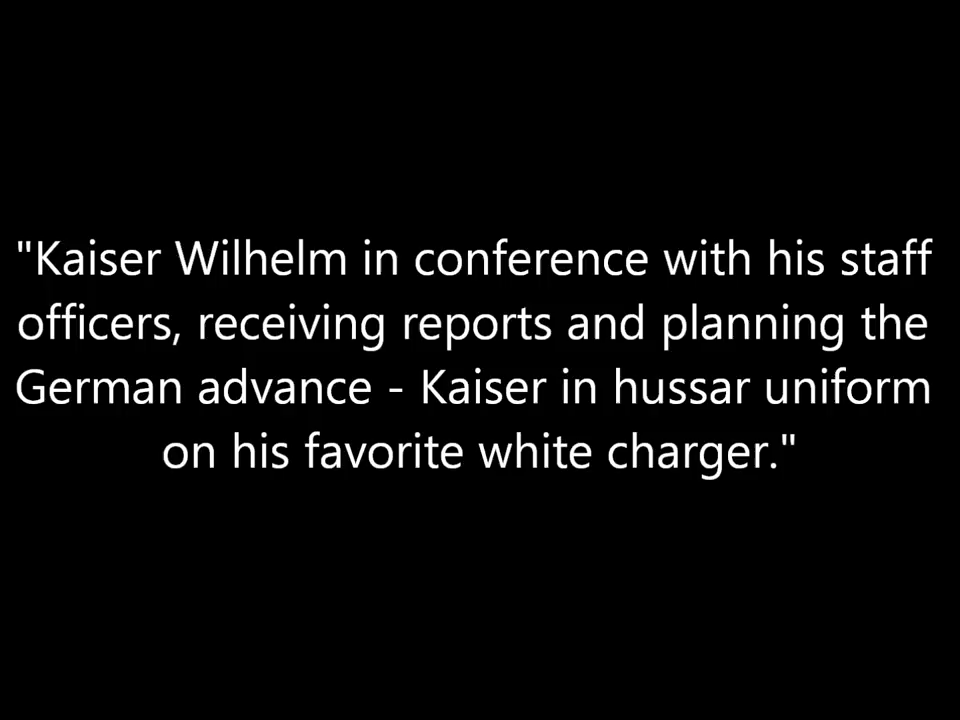 "Kaiser Wilhelm in conference with his staff
officers, receiving reports and planning the
German advance - Kaiser in hussar uniform
on his favorite white charger."